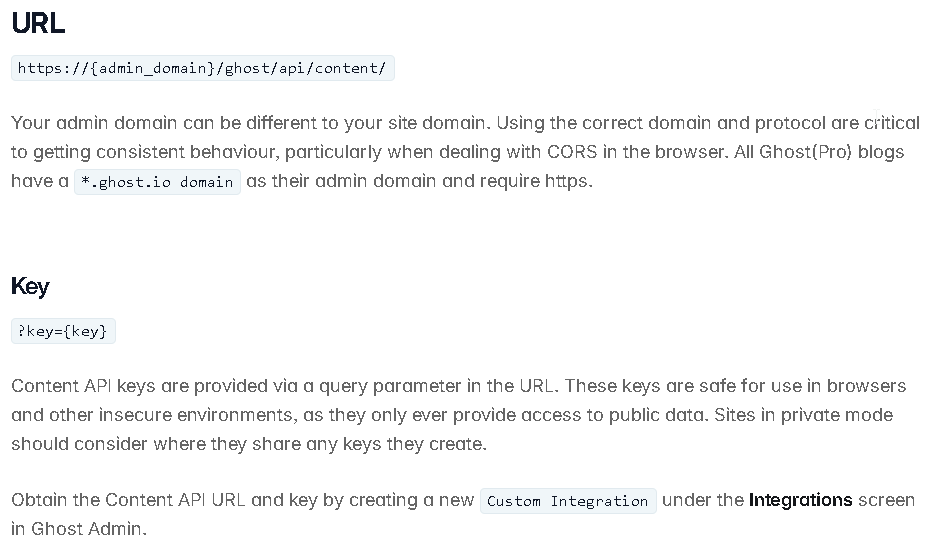 URL
https://{admin_domain}/ghost/api/content/
Your admin domain can be different to your site domain. Using the correct domain and protocol are critical
to getting consistent behaviour, particularly when dealing with CORS in the browser. All Ghost(Pro) blogs
have a *.ghost.io domain as their admin domain and require https.
Key
?key={key}
Content API keys are provided via a query parameter in the URL. These keys are safe for use in browsers
and other insecure environments, as they only ever provide access to public data. Sites in private mode
should consider where they share any keys they create.
Obtain the Content API URL and key by creating a new Custom Integration under the Integrations screen
in Ghost Admin.